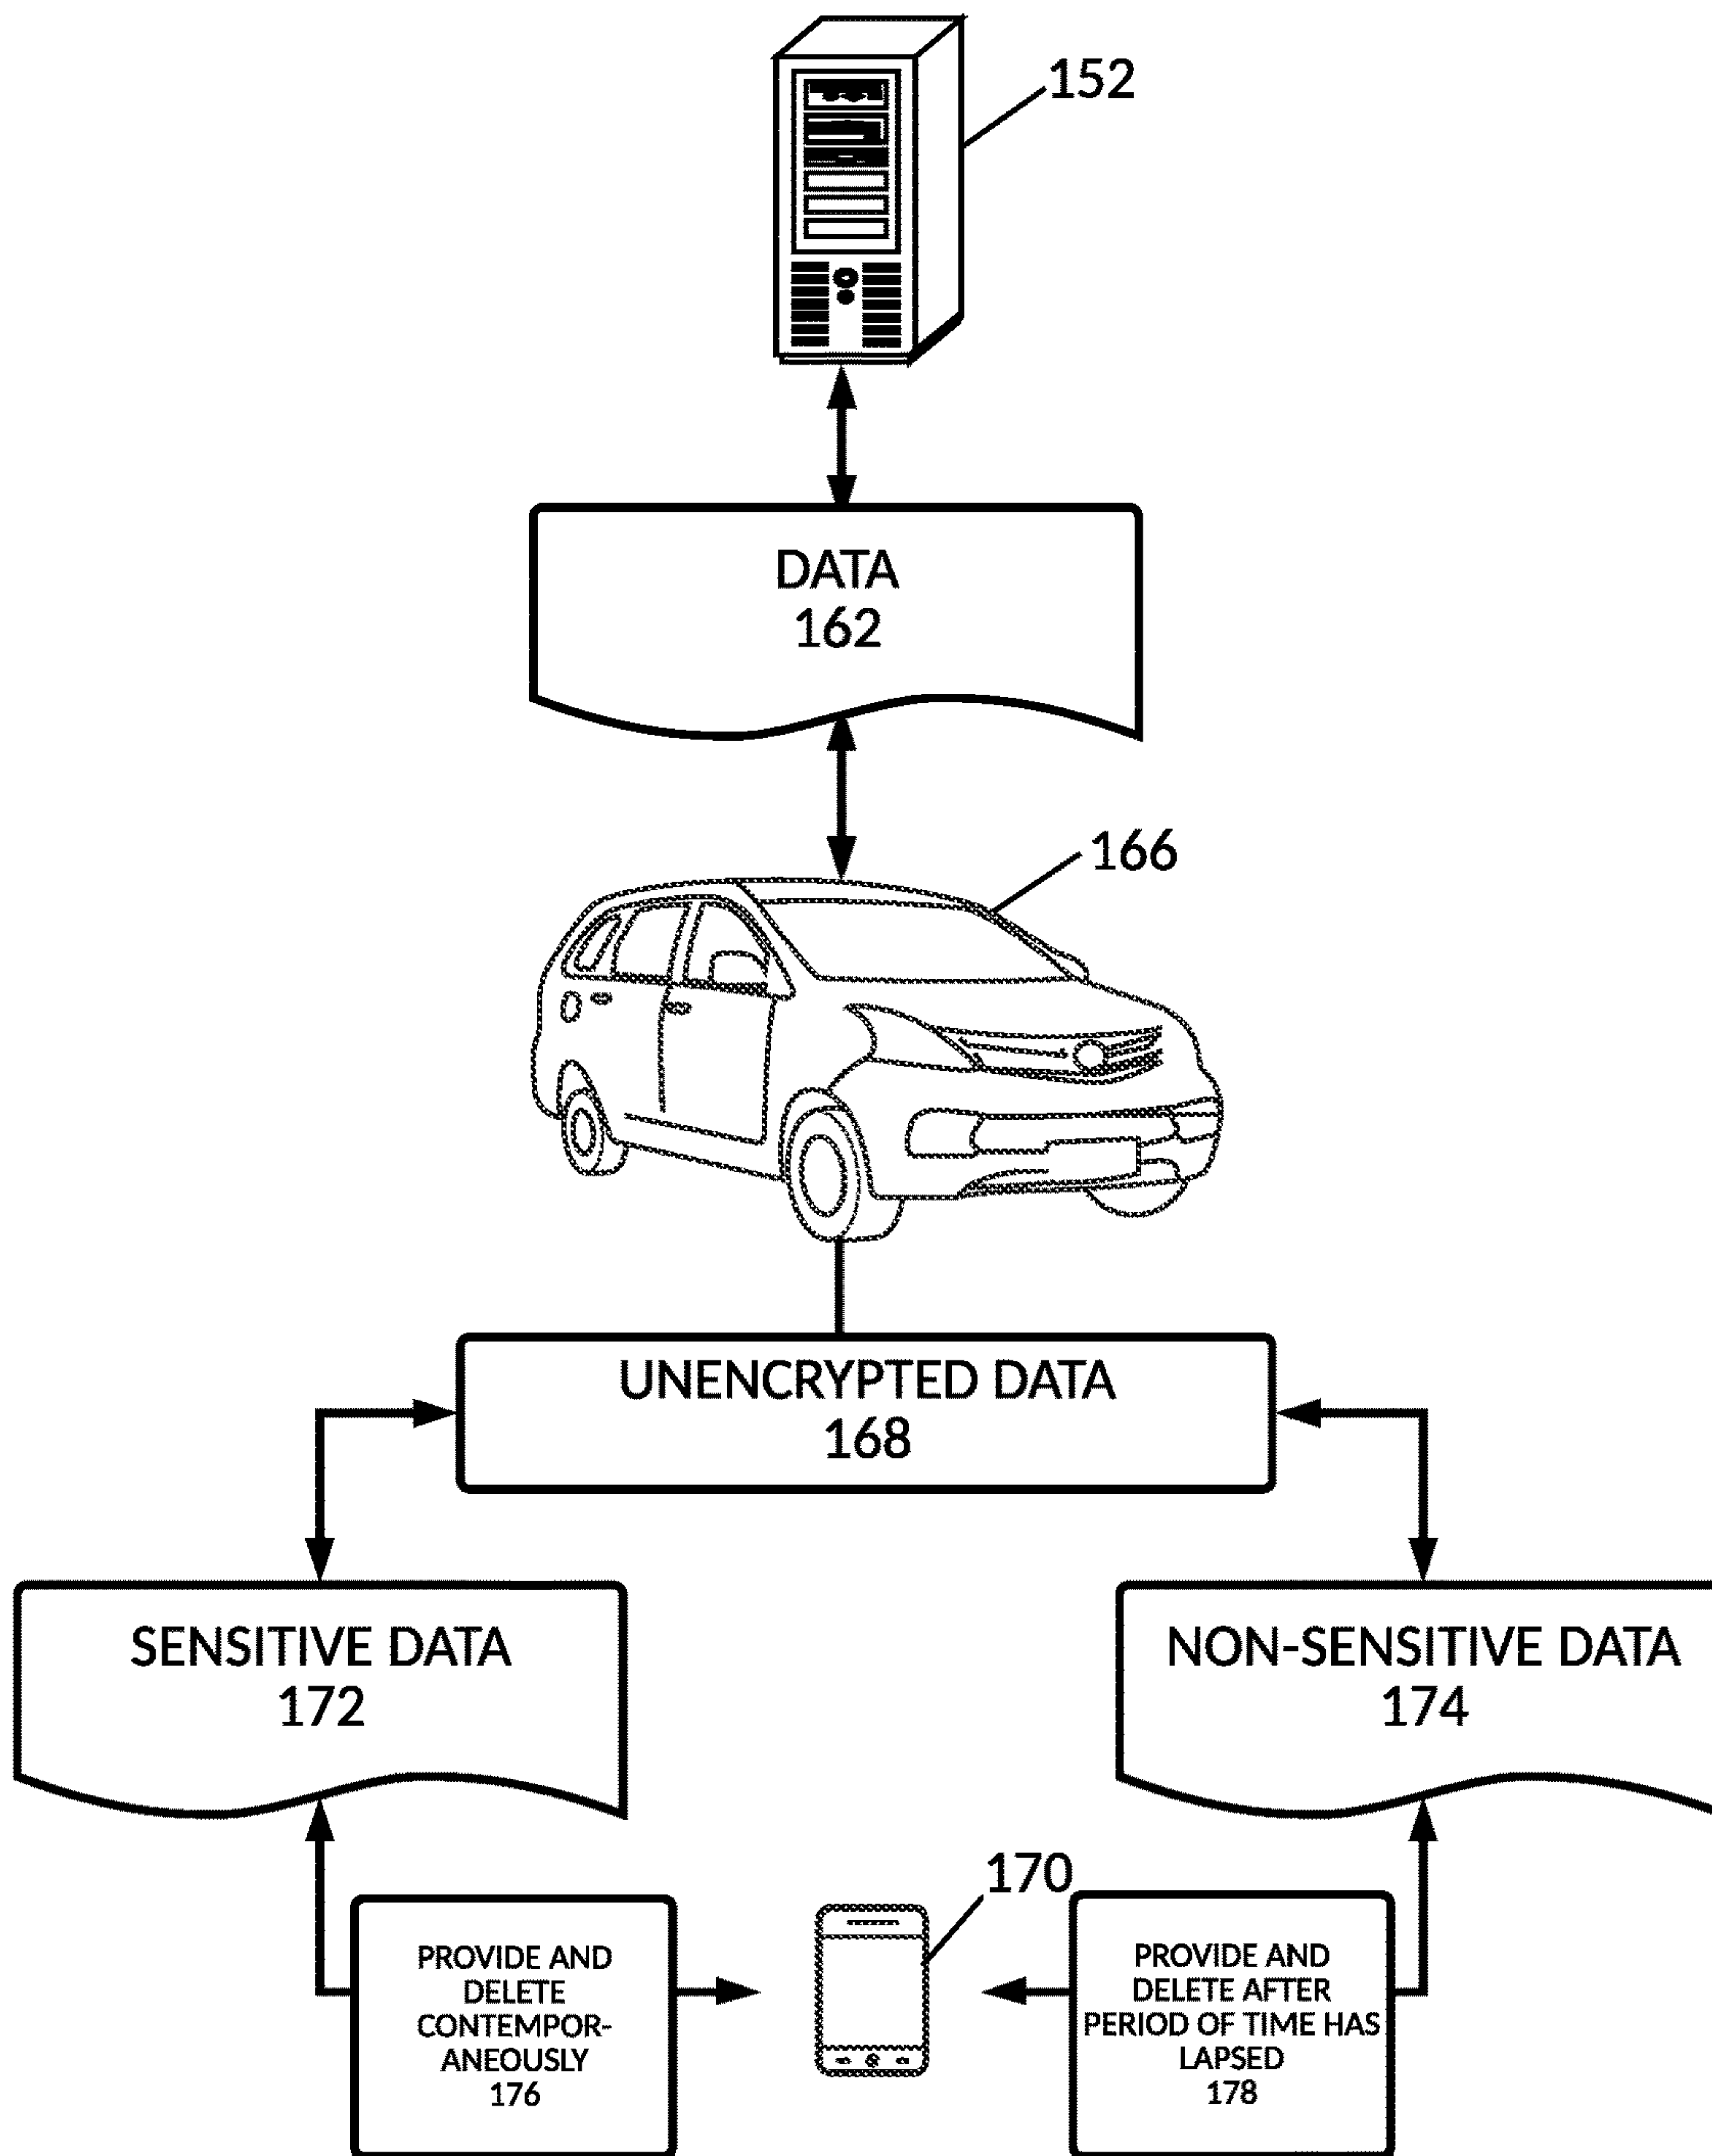 152
DATA
162
166
UNENCRYPTED DATA
168
SENSITIVE DATA
172
NON-SENSITIVE DATA
174
170
PROVIDE AND
DELETE
CONTEMPOR-
ANEOUSLY
176
PROVIDE AND
DELETE AFTER
PERIOD OF TIME HAS
LAPSED
178